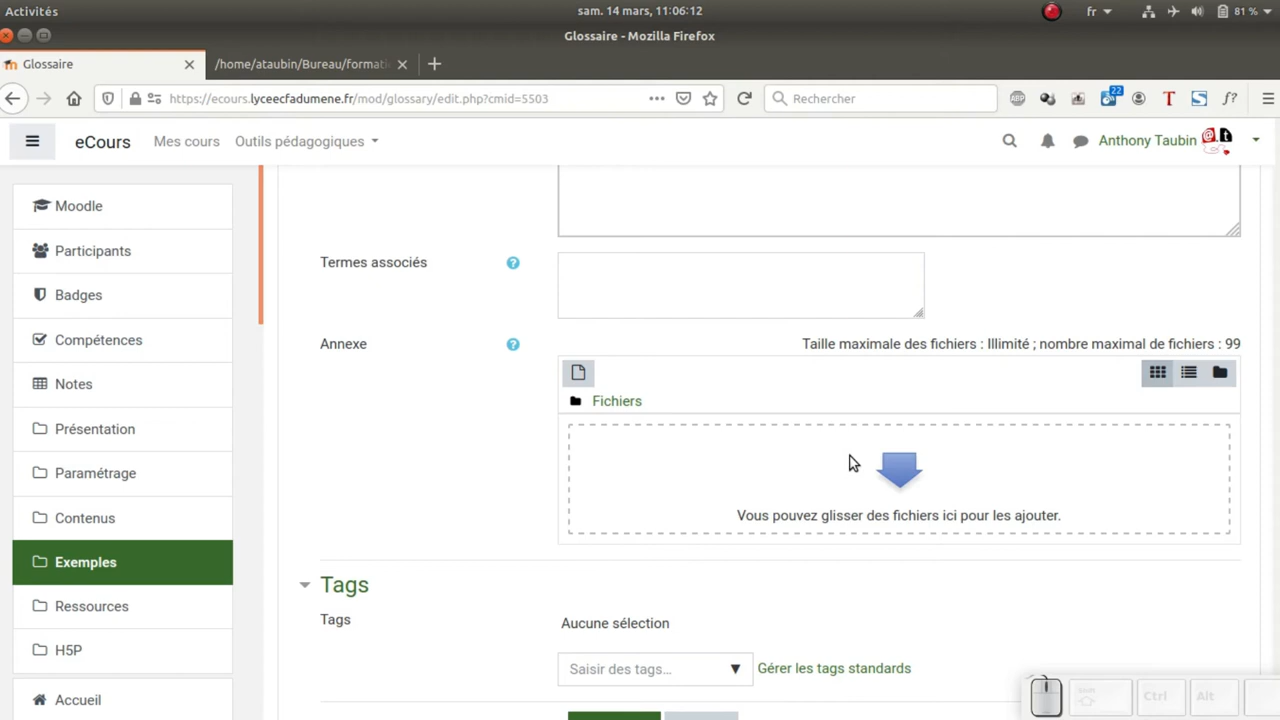 Activités
sam. 14 mars, 11:06:12
fr
81 %
Glossaire - Mozilla Firefox
Glossaire
/home/ataubin/Bureau/formati
https://ecours.lyceecfadumene.fr/mod/glossary/edit.php?cmid=5503
Rechercher
ABP
22
T
S
f?
eCours
Mes cours
Outils pédagogiques
Anthony Taubin
@.t
Moodle
Participants
Badges
Compétences
Notes
Présentation
Paramétrage
Contenus
Exemples
Ressources
H5P
Accueil
Termes associés
Annexe
Taille maximale des fichiers : Illimité ; nombre maximal de fichiers : 99
Fichiers
Vous pouvez glisser des fichiers ici pour les ajouter.
Tags
Tags
Aucune sélection
Saisir des tags...
Gérer les tags standards
Ctrl
Alt